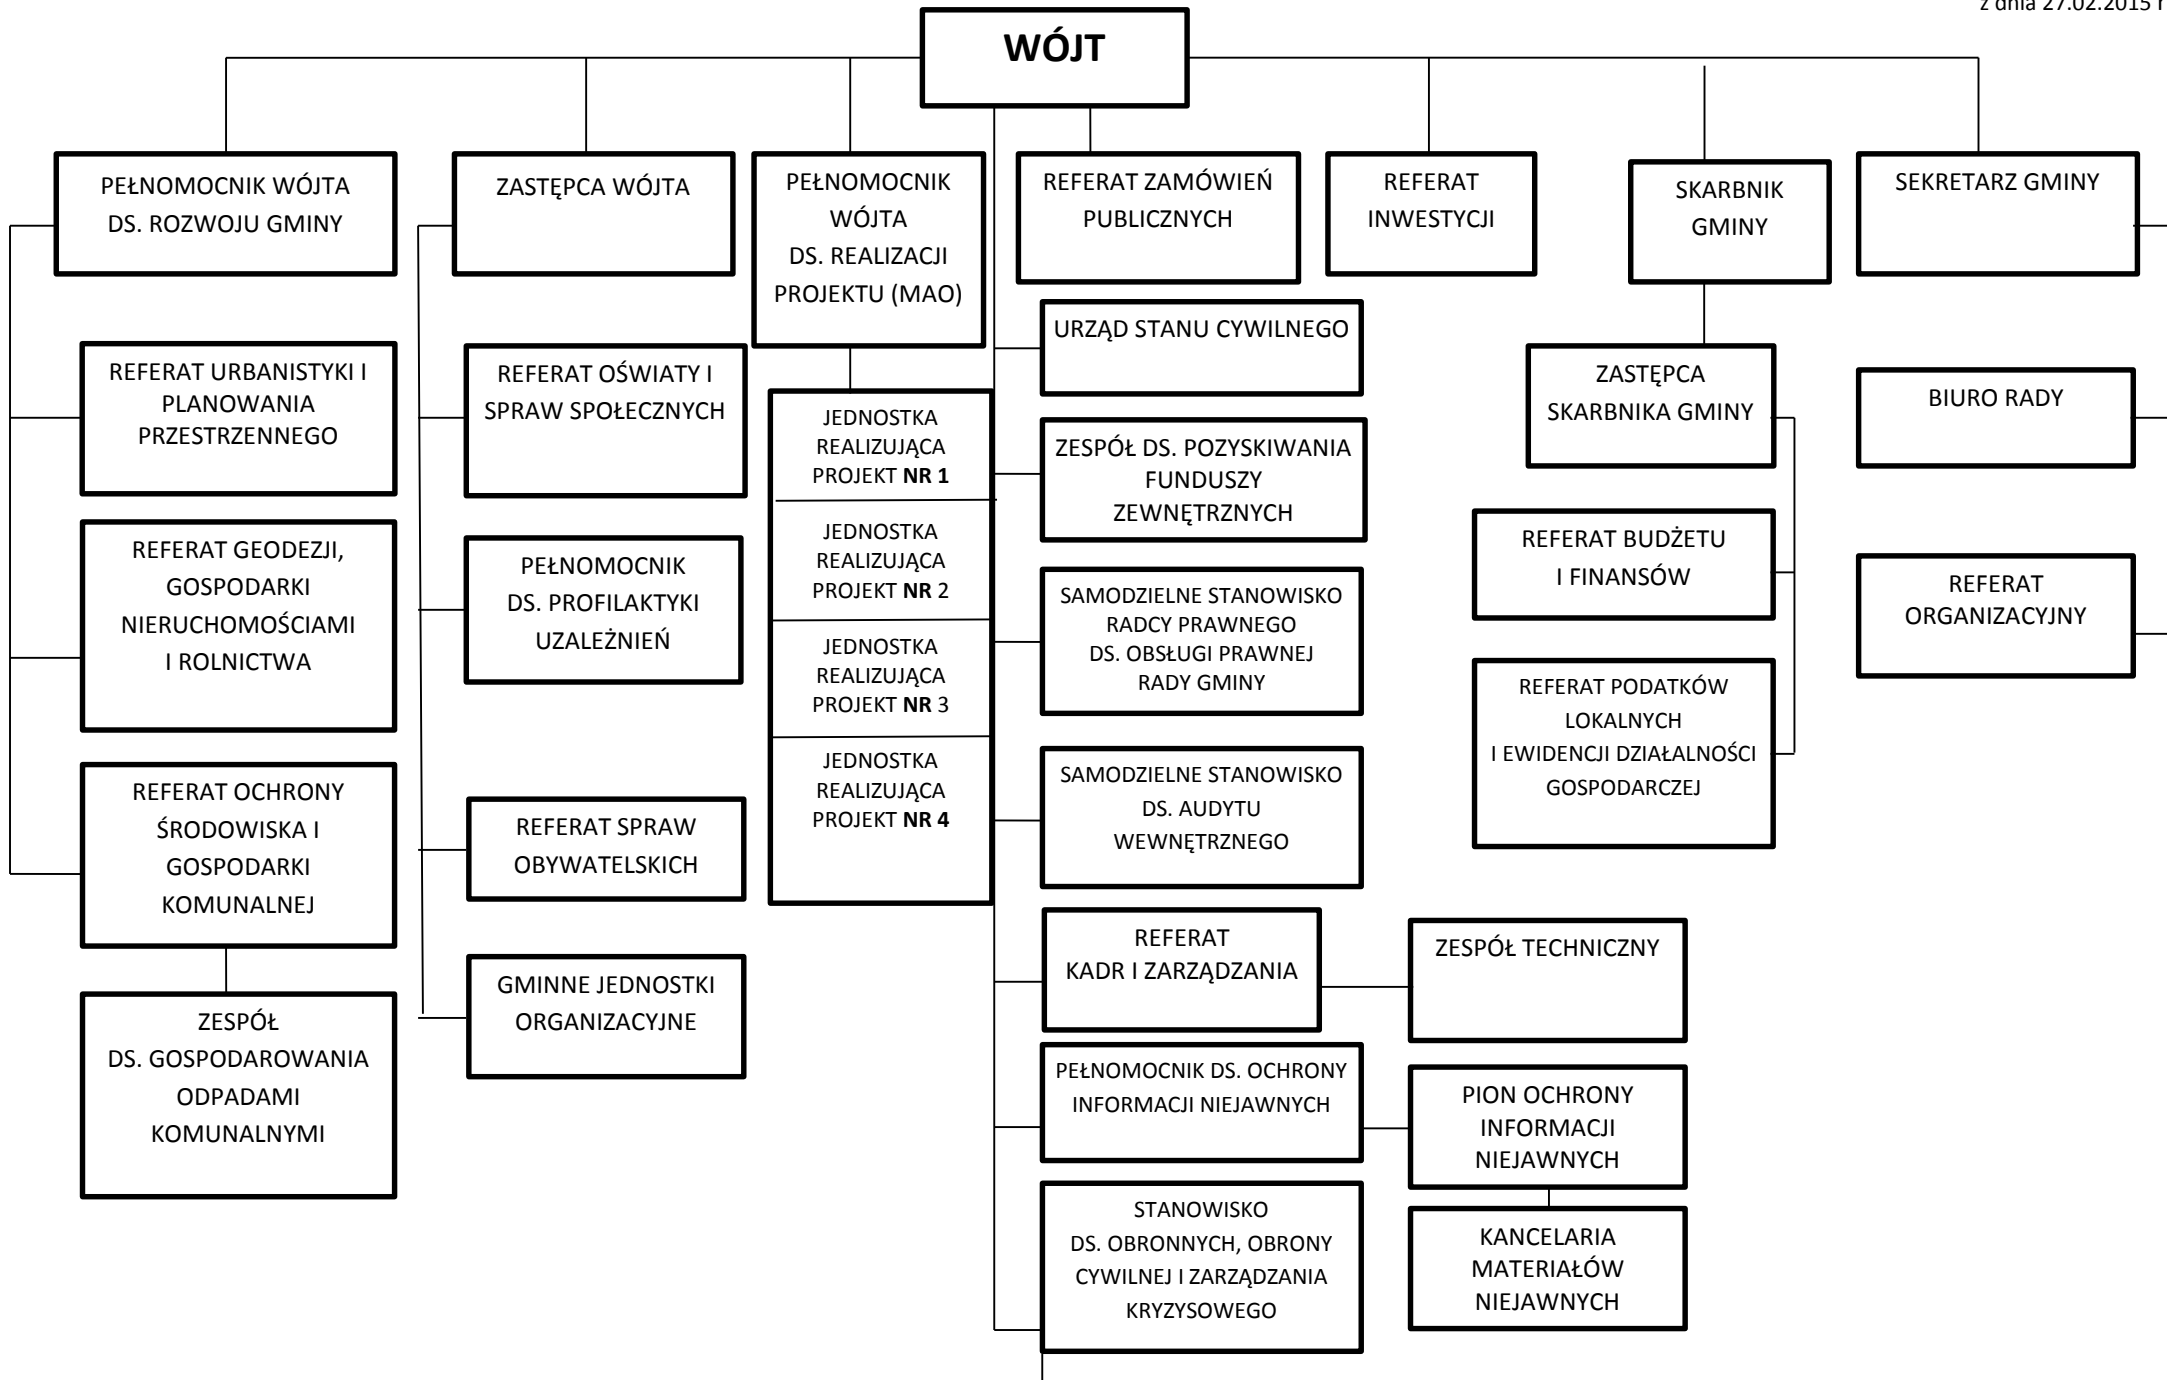 z dnia 27.02.2015 r
WÓJT
PEŁNOMOCNIK WÓJTA
DS. ROZWOJU GMINY
ZASTĘPCA WÓJTA
PEŁNOMOCNIK
WÓJTA
DS. REALIZACJI
PROJEKTU (MAO)
REFERAT ZAMÓWIEŃ
PUBLICZNYCH
REFERAT
INWESTYCJI
SKARBNIK
GMINY
SEKRETARZ GMINY
REFERAT URBANISTYKI I
PLANOWANIA
PRZESTRZENNEGO
REFERAT GEODEZJI,
GOSPODARKI
NIERUCHOMOŚCIAMI
I ROLNICTWA
REFERAT OCHRONY
ŚRODOWISKA I
GOSPODARKI
KOMUNALNEJ
ZESPÓŁ
DS. GOSPODAROWANIA
ODPADAMI
KOMUNALNYMI
REFERAT OŚWIATY I
SPRAW SPOŁECZNYCH
PEŁNOMOCNIK
DS. PROFILAKTYKI
UZALEŻNIEŃ
REFERAT SPRAW
OBYWATELSKICH
GMINNE JEDNOSTKI
ORGANIZACYJNE
JEDNOSTKA
REALIZUJĄCA
PROJEKT NR 1
JEDNOSTKA
REALIZUJĄCA
PROJEKT NR 2
JEDNOSTKA
REALIZUJĄCA
PROJEKT NR 3
JEDNOSTKA
REALIZUJĄCA
PROJEKT NR 4
URZĄD STANU CYWILNEGO
ZESPÓŁ DS. POZYSKIWANIA
FUNDUSZY
ZEWNĘTRZNYCH
SAMODZIELNE STANOWISKO
RADCY PRAWNEGO
DS. OBSŁUGI PRAWNEJ
RADY GMINY
SAMODZIELNE STANOWISKO
DS. AUDYTU
WEWNĘTRZNEGO
REFERAT
KADR I ZARZĄDZANIA
ZESPÓŁ TECHNICZNY
PEŁNOMOCNIK DS. OCHRONY
INFORMACJI NIEJAWNYCH
PION OCHRONY
INFORMACJI
NIEJAWNYCH
STANOWISKO
DS. OBRONNYCH, OBRONY
CYWILNEJ I ZARZĄDZANIA
KRYZYSOWEGO
KANCELARIA
MATERIAŁÓW
NIEJAWNYCH
ZASTĘPCA
SKARBNIKA GMINY
REFERAT BUDŻETU
I FINANSÓW
REFERAT PODATKÓW
LOKALNYCH
I EWIDENCJI DZIAŁALNOŚCI
GOSPODARCZEJ
BIURO RADY
REFERAT
ORGANIZACYJNY